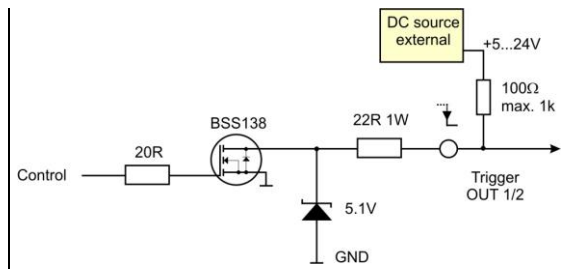 DC source
external
+5...24V
100Ω
max. 1k
BSS138
22R 1W
20R
Control
Trigger
OUT 1/2
5.1V
GND